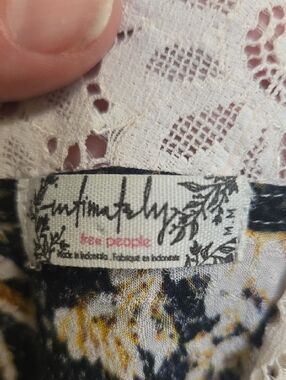 intimately
free people
Made in Indonesia . Fabriqué en Indonésie
M/M